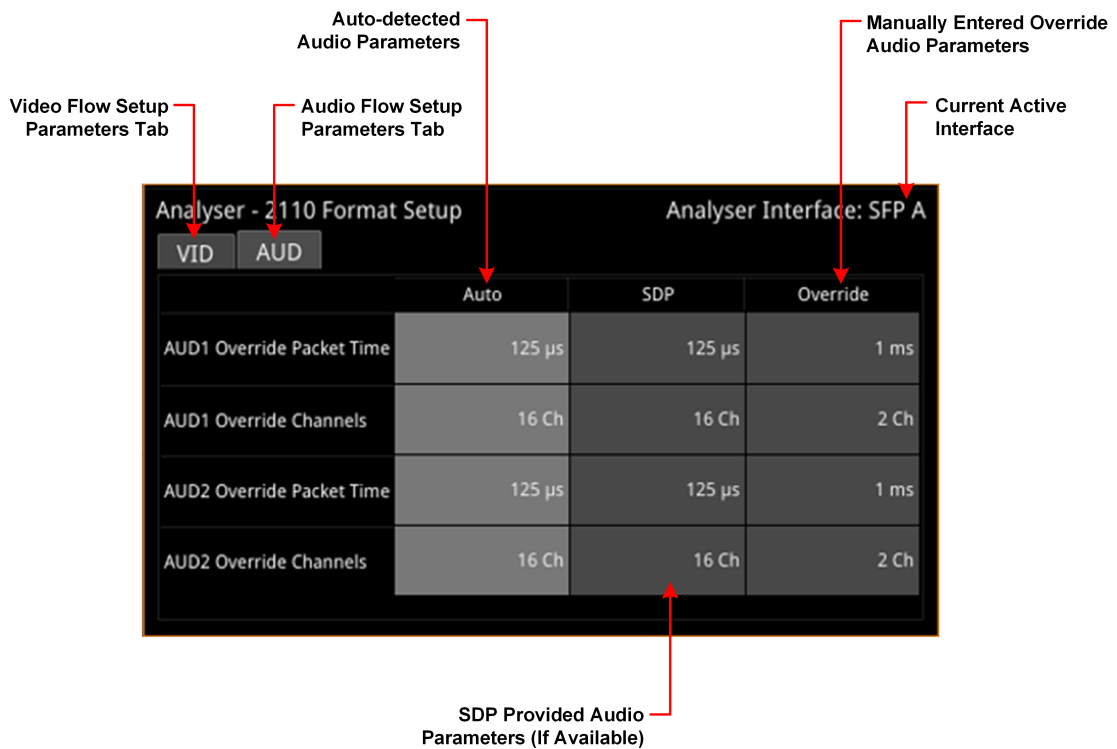 Auto-detected
Audio Parameters
Manually Entered Override
Audio Parameters
Video Flow Setup
Parameters Tab
Audio Flow Setup
Parameters Tab
Current Active
Interface
Analyser - 2110 Format Setup
Analyser Interface: SFP A
VID
AUD
Auto
SDP
Override
AUD1 Override Packet Time
125 µs
125 µs
1 ms
AUD1 Override Channels
16 Ch
16 Ch
2 Ch
AUD2 Override Packet Time
125 µs
125 µs
1 ms
AUD2 Override Channels
16 Ch
16 Ch
2 Ch
SDP Provided Audio
Parameters (If Available)